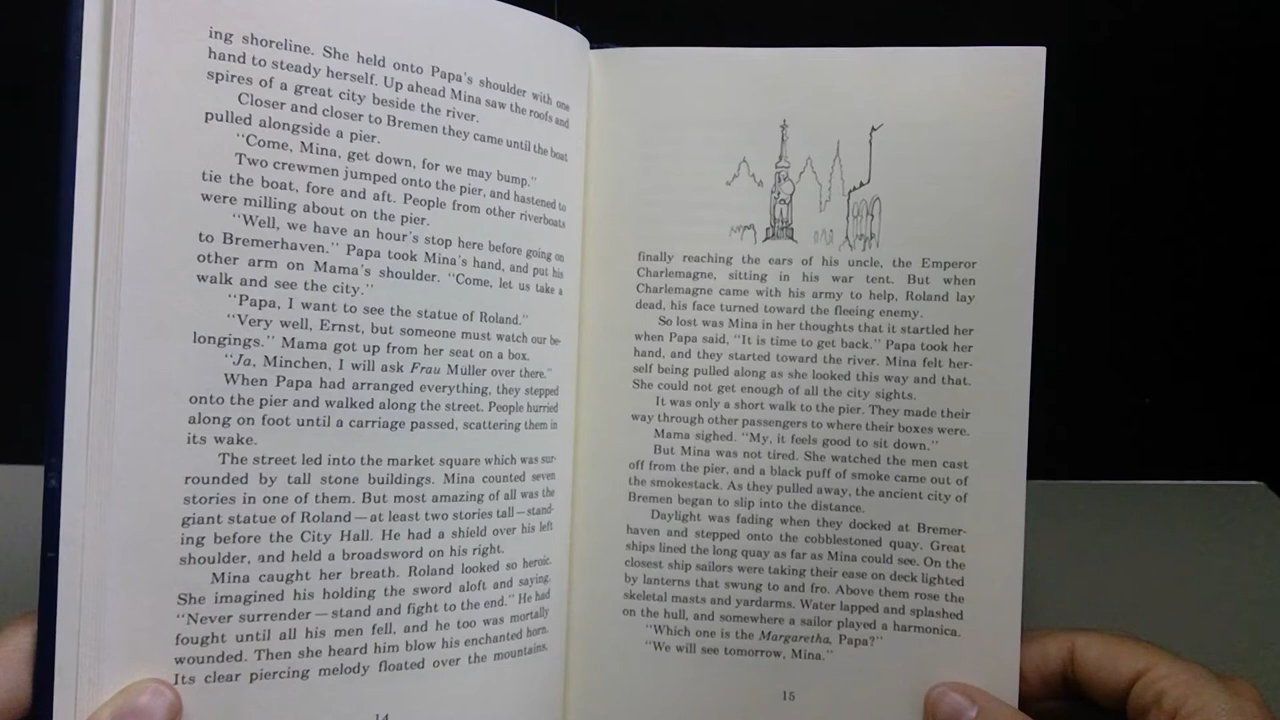 ing shoreline. She held onto Papa's shoulder with one
hand to steady herself. Up ahead Mina saw the roofs and
spires of a great city beside the river.
Closer and closer to Bremen they came until the boat
pulled alongside a pier.
"Come, Mina, get down, for we may bump."
Two crewmen jumped onto the pier, and hastened to
tie the boat, fore and aft. People from other riverboats
were milling about on the pier.
"Well, we have an hour's stop here before going on
to Bremerhaven." Papa took Mina's hand, and put his
other arm on Mama's shoulder. "Come, let us take a
walk and see the city."
"Papa, I want to see the statue of Roland."
"Very well, Ernst, but someone must watch our be-
longings." Mama got up from her seat on a box.
"Ja, Minchen, I will ask Frau Müller over there."
When Papa had arranged everything, they stepped
onto the pier and walked along the street. People hurried
along on foot until a carriage passed, scattering them in
its wake.
The street led into the market square which was sur-
rounded by tall stone buildings. Mina counted seven
stories in one of them. But most amazing of all was the
giant statue of Roland—at least two stories tall—stand-
ing before the City Hall. He had a shield over his left
shoulder, and held a broadsword on his right.
Mina caught her breath. Roland looked so heroic.
She imagined his holding the sword aloft and saying,
"Never surrender—stand and fight to the end." He had
fought until all his men fell, and he too was mortally
wounded. Then she heard him blow his enchanted horn.
Its clear piercing melody floated over the mountains,
14
finally reaching the ears of his uncle, the Emperor
Charlemagne, sitting in his war tent. But when
Charlemagne came with his army to help, Roland lay
dead, his face turned toward the fleeing enemy.
So lost was Mina in her thoughts that it startled her
when Papa said, "It is time to get back." Papa took her
hand, and they started toward the river. Mina felt her-
self being pulled along as she looked this way and that.
She could not get enough of all the city sights.
It was only a short walk to the pier. They made their
way through other passengers to where their boxes were.
Mama sighed. "My, it feels good to sit down."
But Mina was not tired. She watched the men cast
off from the pier, and a black puff of smoke came out of
the smokestack. As they pulled away, the ancient city of
Bremen began to slip into the distance.
Daylight was fading when they docked at Bremer-
haven and stepped onto the cobblestoned quay. Great
ships lined the long quay as far as Mina could see. On the
closest ship sailors were taking their ease on deck lighted
by lanterns that swung to and fro. Above them rose the
skeletal masts and yardarms. Water lapped and splashed
on the hull, and somewhere a sailor played a harmonica.
"Which one is the Margaretha, Papa?"
"We will see tomorrow, Mina."
15